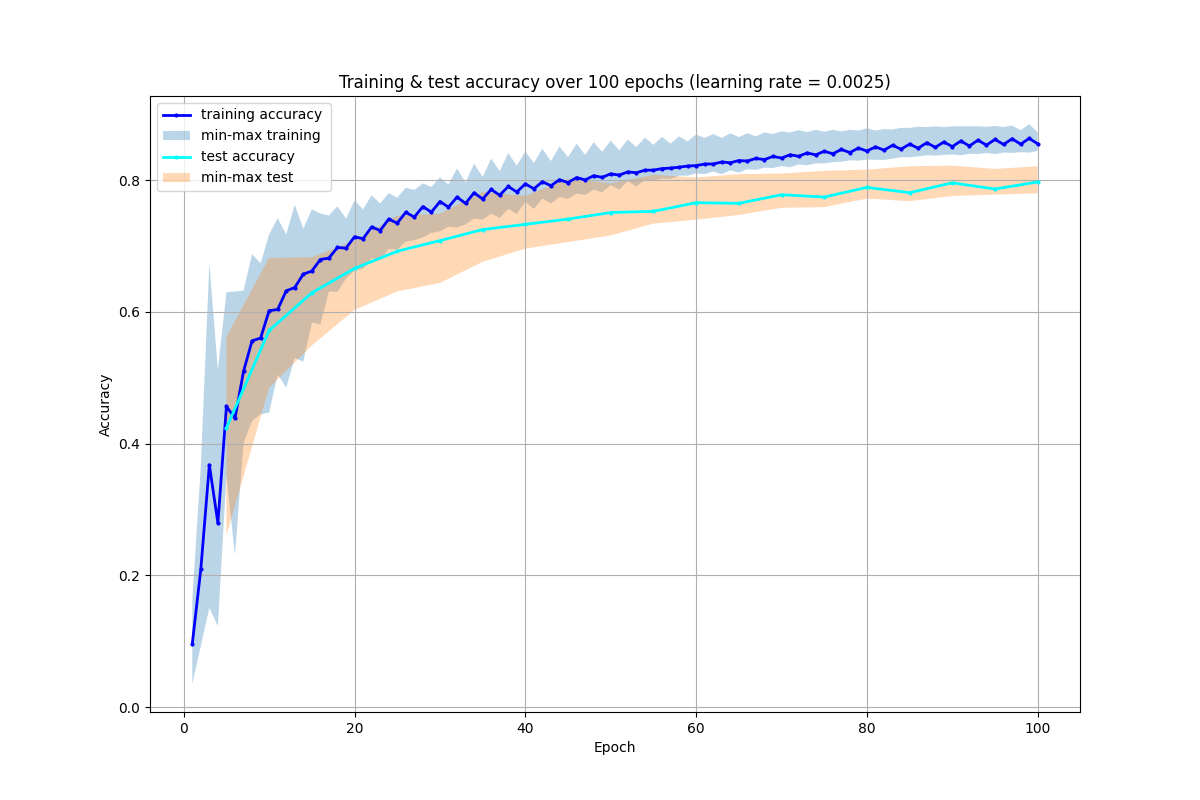 Training & test accuracy over 100 epochs (learning rate = 0.0025)
training accuracy
min-max training
test accuracy
min-max test
0.8
0.6
0.4
0.2
0.0
Accuracy
0 20 40 60 80 100
Epoch